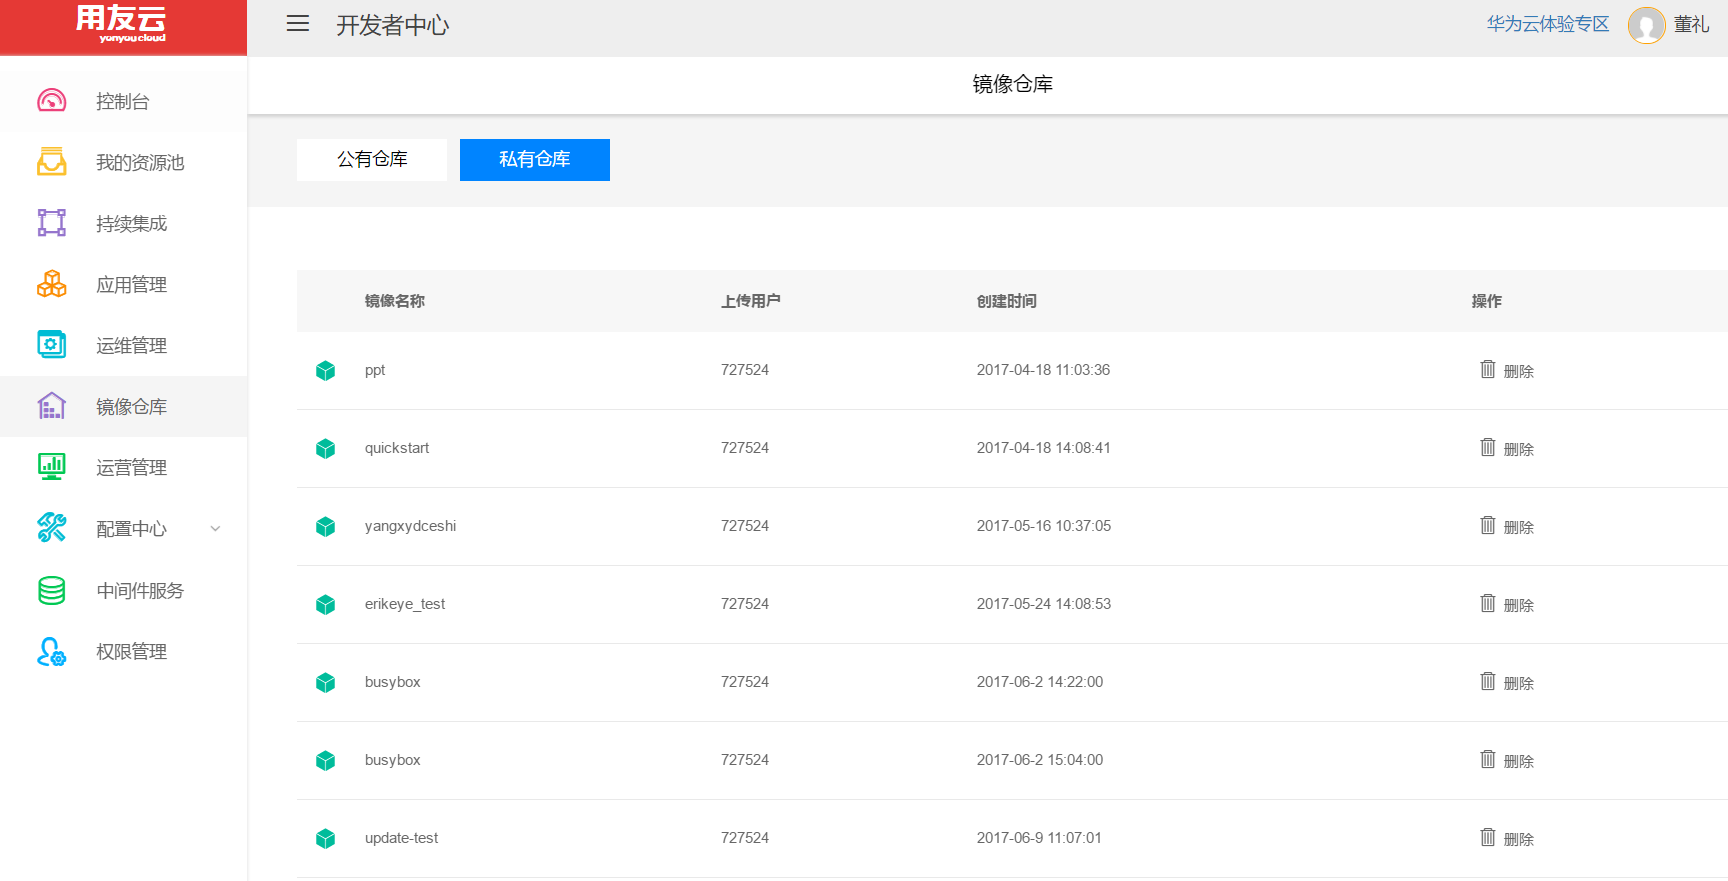 用友云
yonyou cloud
开发者中心
华为云体验专区
董礼
控制台
我的资源池
持续集成
应用管理
运维管理
镜像仓库
运营管理
配置中心
中间件服务
权限管理
镜像仓库
公有仓库
私有仓库
镜像名称 上传用户 创建时间 操作
ppt 727524 2017-04-18 11:03:36 删除
quickstart 727524 2017-04-18 14:08:41 删除
yangxydceshi 727524 2017-05-16 10:37:05 删除
erikeye_test 727524 2017-05-24 14:08:53 删除
busybox 727524 2017-06-2 14:22:00 删除
busybox 727524 2017-06-2 15:04:00 删除
update-test 727524 2017-06-9 11:07:01 删除